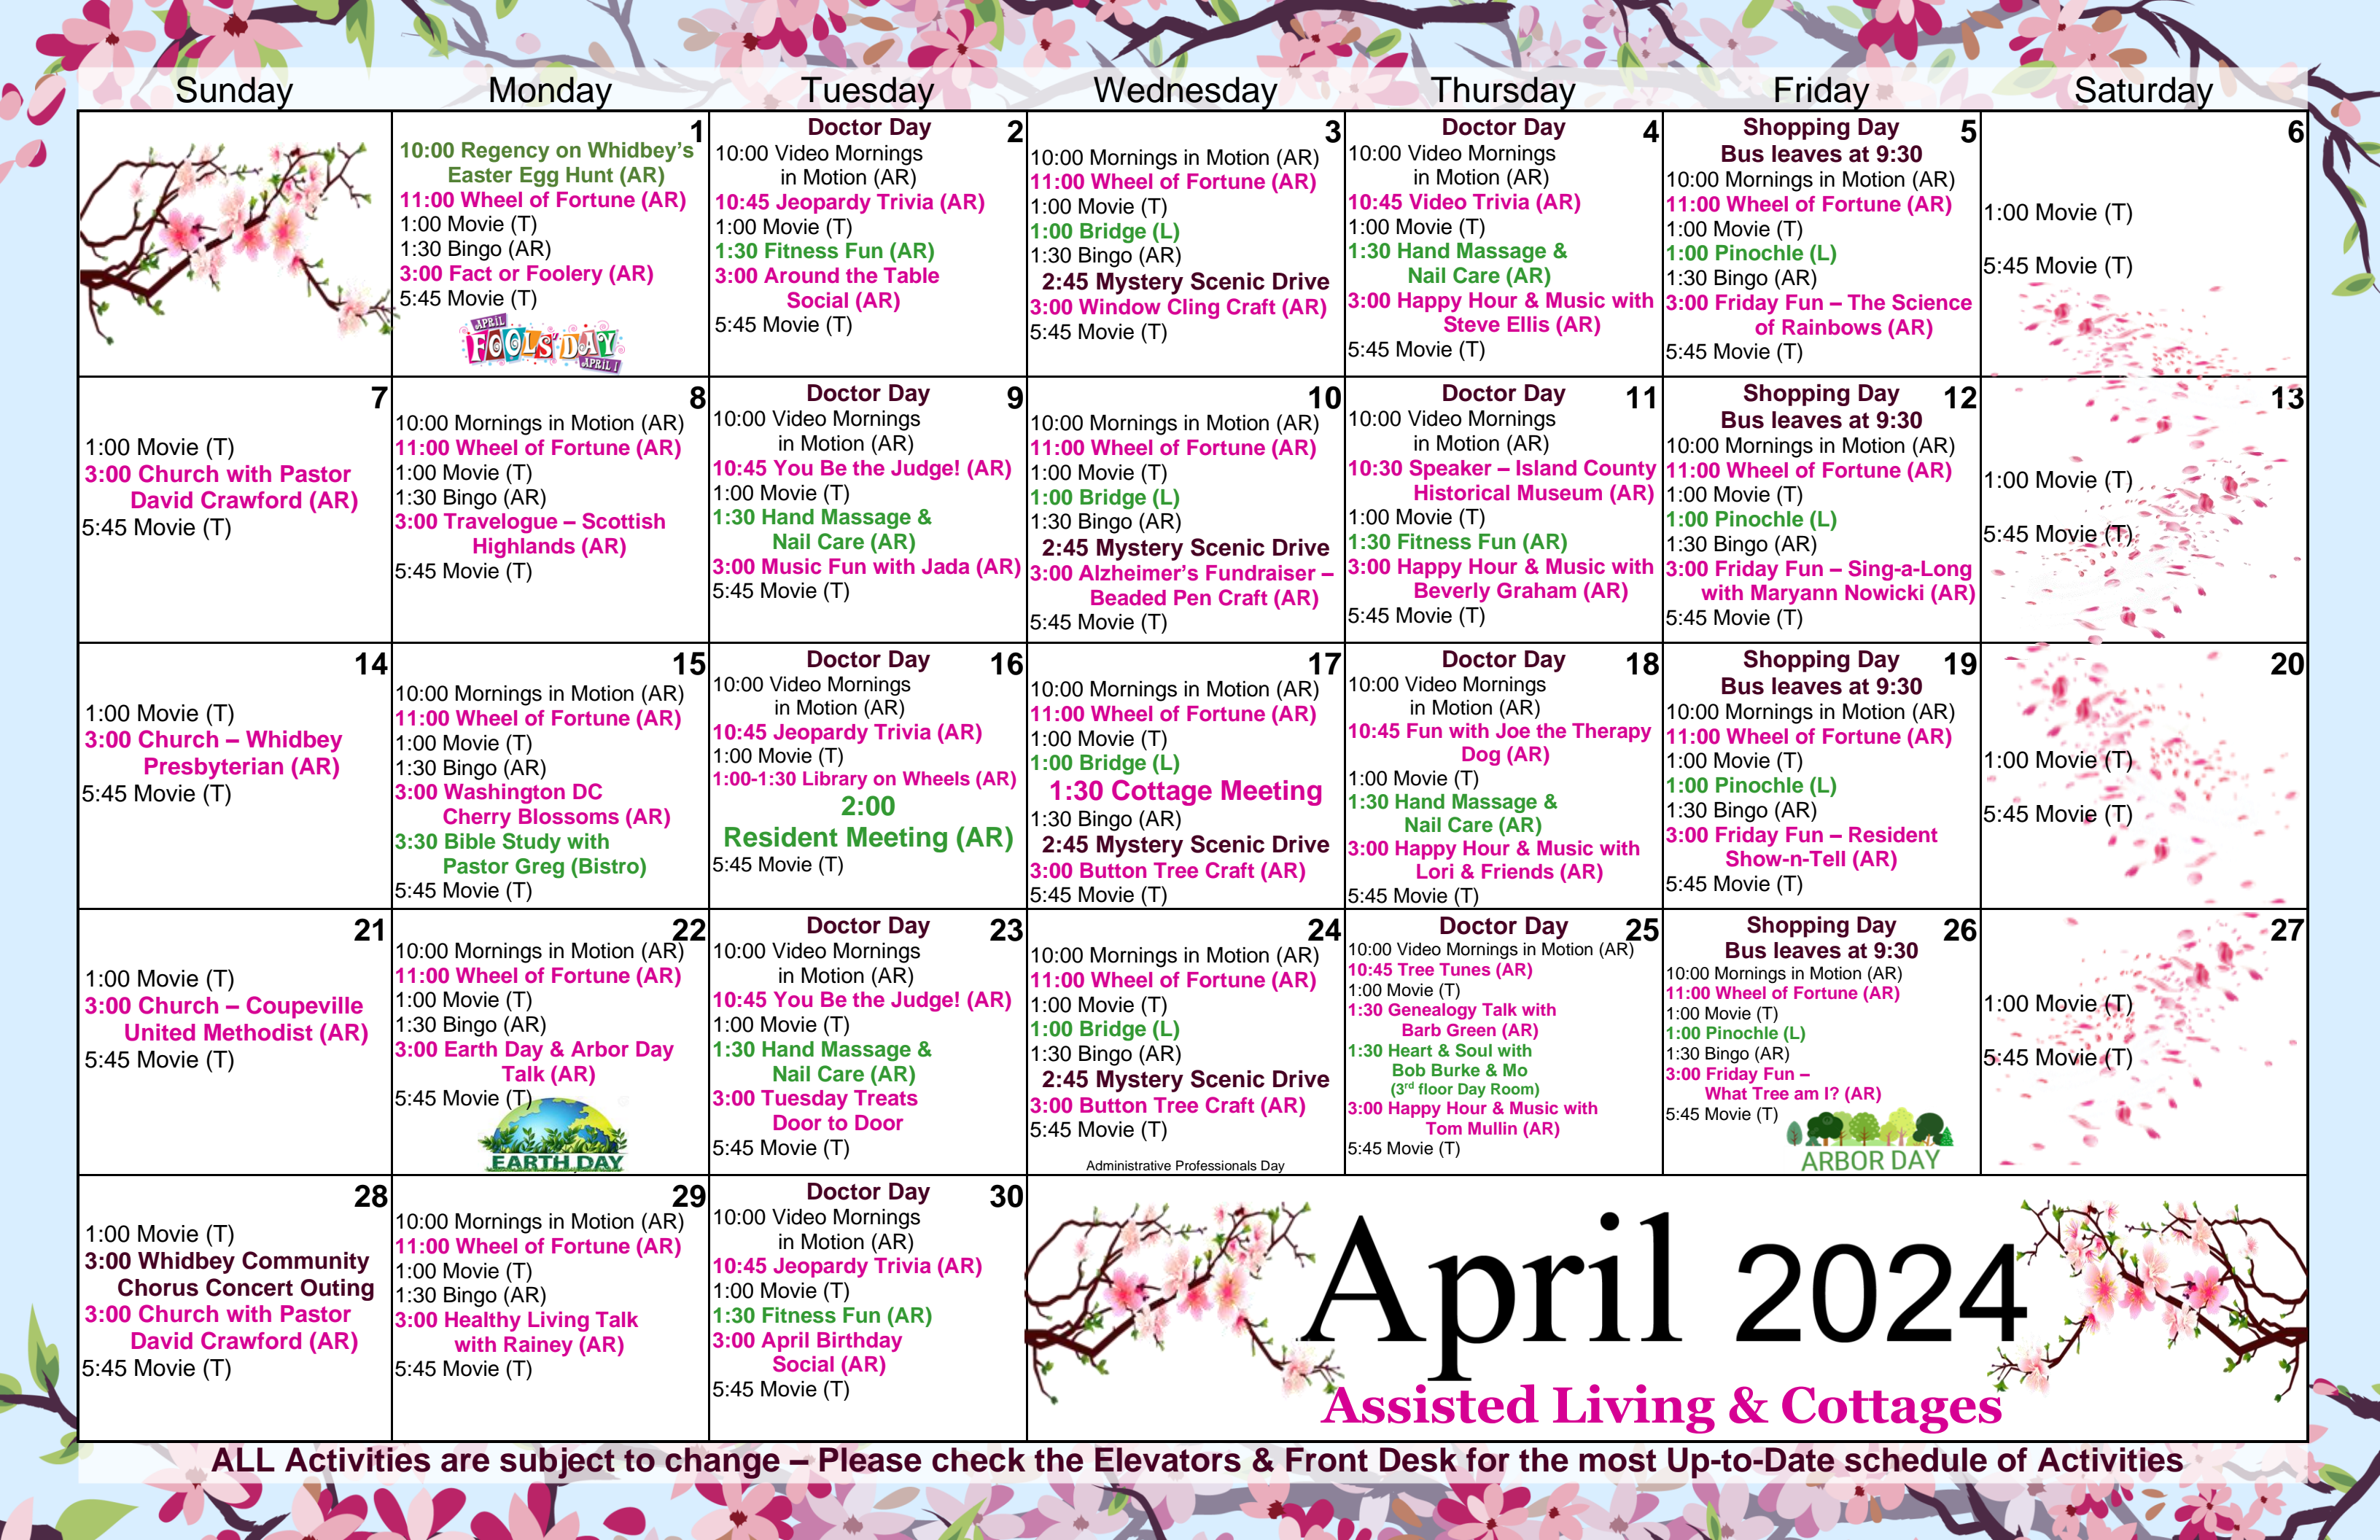 Sunday Monday Tuesday Wednesday Thursday Friday Saturday
1
10:00 Regency on Whidbey’s
Easter Egg Hunt (AR)
11:00 Wheel of Fortune (AR)
1:00 Movie (T)
1:30 Bingo (AR)
3:00 Fact or Foolery (AR)
5:45 Movie (T)
APRIL
FOOLS' DAY
APRIL 1
Doctor Day 2
10:00 Video Mornings
in Motion (AR)
10:45 Jeopardy Trivia (AR)
1:00 Movie (T)
1:30 Fitness Fun (AR)
3:00 Around the Table
Social (AR)
5:45 Movie (T)
3
10:00 Mornings in Motion (AR)
11:00 Wheel of Fortune (AR)
1:00 Movie (T)
1:00 Bridge (L)
1:30 Bingo (AR)
2:45 Mystery Scenic Drive
3:00 Window Cling Craft (AR)
5:45 Movie (T)
Doctor Day 4
10:00 Video Mornings
in Motion (AR)
10:45 Video Trivia (AR)
1:00 Movie (T)
1:30 Hand Massage &
Nail Care (AR)
3:00 Happy Hour & Music with
Steve Ellis (AR)
5:45 Movie (T)
Shopping Day 5
Bus leaves at 9:30
10:00 Mornings in Motion (AR)
11:00 Wheel of Fortune (AR)
1:00 Movie (T)
1:00 Pinochle (L)
1:30 Bingo (AR)
3:00 Friday Fun – The Science
of Rainbows (AR)
5:45 Movie (T)
6
1:00 Movie (T)
5:45 Movie (T)
7
1:00 Movie (T)
3:00 Church with Pastor
David Crawford (AR)
5:45 Movie (T)
8
10:00 Mornings in Motion (AR)
11:00 Wheel of Fortune (AR)
1:00 Movie (T)
1:30 Bingo (AR)
3:00 Travelogue – Scottish
Highlands (AR)
5:45 Movie (T)
Doctor Day 9
10:00 Video Mornings
in Motion (AR)
10:45 You Be the Judge! (AR)
1:00 Movie (T)
1:30 Hand Massage &
Nail Care (AR)
3:00 Music Fun with Jada (AR)
5:45 Movie (T)
10
10:00 Mornings in Motion (AR)
11:00 Wheel of Fortune (AR)
1:00 Movie (T)
1:00 Bridge (L)
1:30 Bingo (AR)
2:45 Mystery Scenic Drive
3:00 Alzheimer’s Fundraiser –
Beaded Pen Craft (AR)
5:45 Movie (T)
Doctor Day 11
10:00 Video Mornings
in Motion (AR)
10:30 Speaker – Island County
Historical Museum (AR)
1:00 Movie (T)
1:30 Fitness Fun (AR)
3:00 Happy Hour & Music with
Beverly Graham (AR)
5:45 Movie (T)
Shopping Day 12
Bus leaves at 9:30
10:00 Mornings in Motion (AR)
11:00 Wheel of Fortune (AR)
1:00 Movie (T)
1:00 Pinochle (L)
1:30 Bingo (AR)
3:00 Friday Fun – Sing-a-Long
with Maryann Nowicki (AR)
5:45 Movie (T)
13
1:00 Movie (T)
5:45 Movie (T)
14
1:00 Movie (T)
3:00 Church – Whidbey
Presbyterian (AR)
5:45 Movie (T)
15
10:00 Mornings in Motion (AR)
11:00 Wheel of Fortune (AR)
1:00 Movie (T)
1:30 Bingo (AR)
3:00 Washington DC
Cherry Blossoms (AR)
3:30 Bible Study with
Pastor Greg (Bistro)
5:45 Movie (T)
Doctor Day 16
10:00 Video Mornings
in Motion (AR)
10:45 Jeopardy Trivia (AR)
1:00 Movie (T)
1:00-1:30 Library on Wheels (AR)
2:00
Resident Meeting (AR)
5:45 Movie (T)
17
10:00 Mornings in Motion (AR)
11:00 Wheel of Fortune (AR)
1:00 Movie (T)
1:00 Bridge (L)
1:30 Cottage Meeting
1:30 Bingo (AR)
2:45 Mystery Scenic Drive
3:00 Button Tree Craft (AR)
5:45 Movie (T)
Doctor Day 18
10:00 Video Mornings
in Motion (AR)
10:45 Fun with Joe the Therapy
Dog (AR)
1:00 Movie (T)
1:30 Hand Massage &
Nail Care (AR)
3:00 Happy Hour & Music with
Lori & Friends (AR)
5:45 Movie (T)
Shopping Day 19
Bus leaves at 9:30
10:00 Mornings in Motion (AR)
11:00 Wheel of Fortune (AR)
1:00 Movie (T)
1:00 Pinochle (L)
1:30 Bingo (AR)
3:00 Friday Fun – Resident
Show-n-Tell (AR)
5:45 Movie (T)
20
1:00 Movie (T)
5:45 Movie (T)
21
1:00 Movie (T)
3:00 Church – Coupeville
United Methodist (AR)
5:45 Movie (T)
22
10:00 Mornings in Motion (AR)
11:00 Wheel of Fortune (AR)
1:00 Movie (T)
1:30 Bingo (AR)
3:00 Earth Day & Arbor Day
Talk (AR)
5:45 Movie (T)
EARTH DAY
Doctor Day 23
10:00 Video Mornings
in Motion (AR)
10:45 You Be the Judge! (AR)
1:00 Movie (T)
1:30 Hand Massage &
Nail Care (AR)
3:00 Tuesday Treats
Door to Door
5:45 Movie (T)
24
10:00 Mornings in Motion (AR)
11:00 Wheel of Fortune (AR)
1:00 Movie (T)
1:00 Bridge (L)
1:30 Bingo (AR)
2:45 Mystery Scenic Drive
3:00 Button Tree Craft (AR)
5:45 Movie (T)
Administrative Professionals Day
Doctor Day 25
10:00 Video Mornings in Motion (AR)
10:45 Tree Tunes (AR)
1:00 Movie (T)
1:30 Genealogy Talk with
Barb Green (AR)
1:30 Heart & Soul with
Bob Burke & Mo
(3rd floor Day Room)
3:00 Happy Hour & Music with
Tom Mullin (AR)
5:45 Movie (T)
Shopping Day 26
Bus leaves at 9:30
10:00 Mornings in Motion (AR)
11:00 Wheel of Fortune (AR)
1:00 Movie (T)
1:00 Pinochle (L)
1:30 Bingo (AR)
3:00 Friday Fun –
What Tree am I? (AR)
5:45 Movie (T)
ARBOR DAY
27
1:00 Movie (T)
5:45 Movie (T)
28
1:00 Movie (T)
3:00 Whidbey Community
Chorus Concert Outing
3:00 Church with Pastor
David Crawford (AR)
5:45 Movie (T)
29
10:00 Mornings in Motion (AR)
11:00 Wheel of Fortune (AR)
1:00 Movie (T)
1:30 Bingo (AR)
3:00 Healthy Living Talk
with Rainey (AR)
5:45 Movie (T)
Doctor Day 30
10:00 Video Mornings
in Motion (AR)
10:45 Jeopardy Trivia (AR)
1:00 Movie (T)
1:30 Fitness Fun (AR)
3:00 April Birthday
Social (AR)
5:45 Movie (T)
April 2024
Assisted Living & Cottages
ALL Activities are subject to change – Please check the Elevators & Front Desk for the most Up-to-Date schedule of Activities